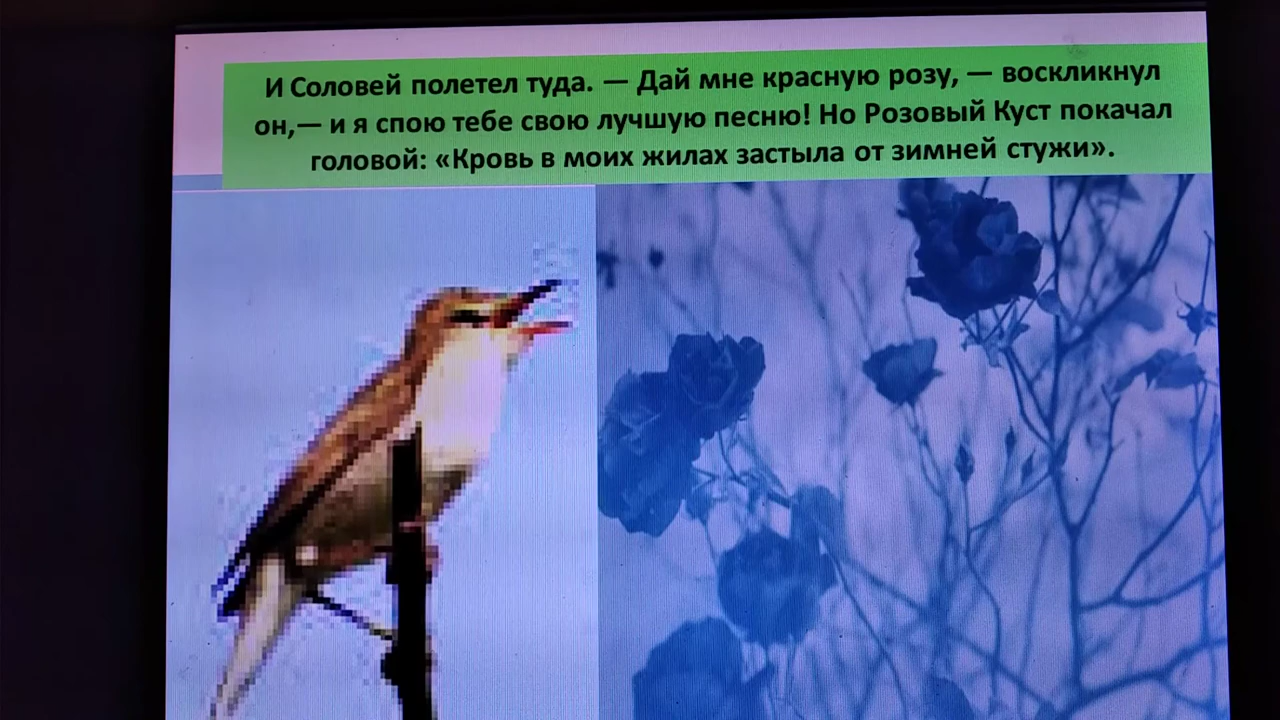 И Соловей полетел туда. — Дай мне красную розу, — воскликнул
он,— и я спою тебе свою лучшую песню! Но Розовый Куст покачал
головой: «Кровь в моих жилах застыла от зимней стужи».